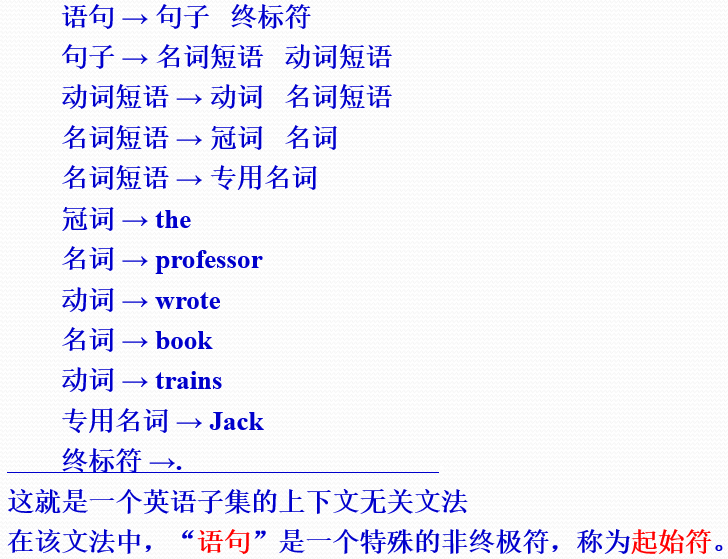 语句 → 句子 终标符
句子 → 名词短语 动词短语
动词短语 → 动词 名词短语
名词短语 → 冠词 名词
名词短语 → 专用名词
冠词 → the
名词 → professor
动词 → wrote
名词 → book
动词 → trains
专用名词 → Jack
终标符 →.
这就是一个英语子集的上下文无关文法
在该文法中，“语句”是一个特殊的非终极符，称为起始符。